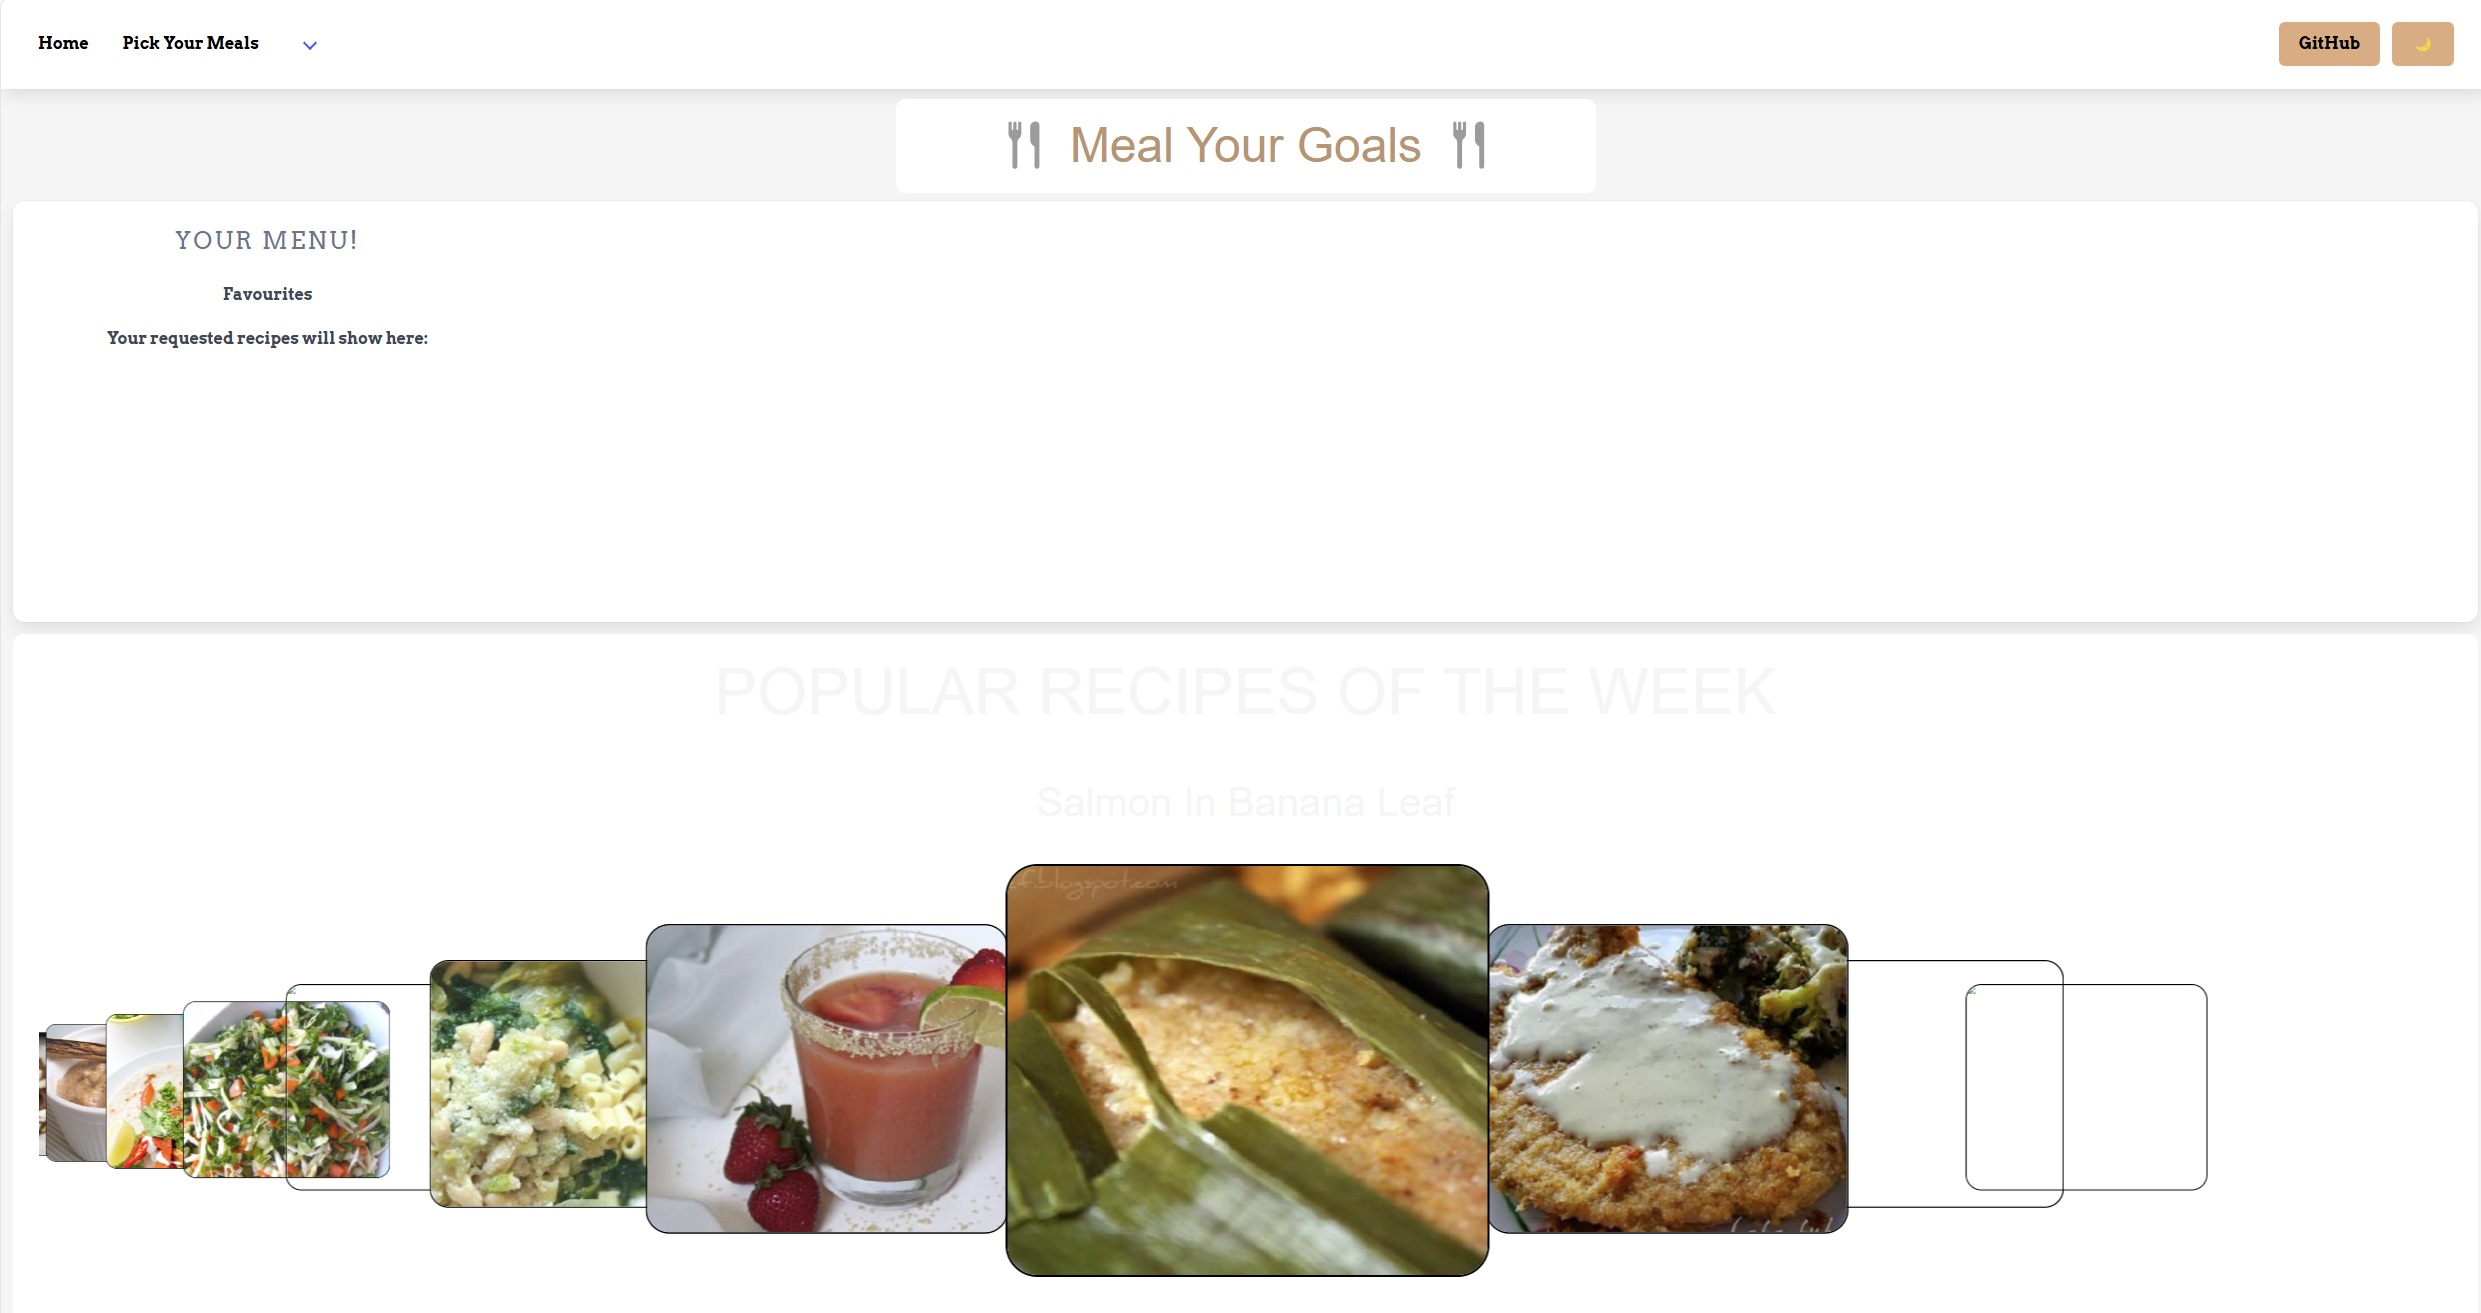 Home Pick Your Meals GitHub
Meal Your Goals
YOUR MENU!
Favourites
Your requested recipes will show here:
POPULAR RECIPES OF THE WEEK
Salmon In Banana Leaf
f.blogspot.com